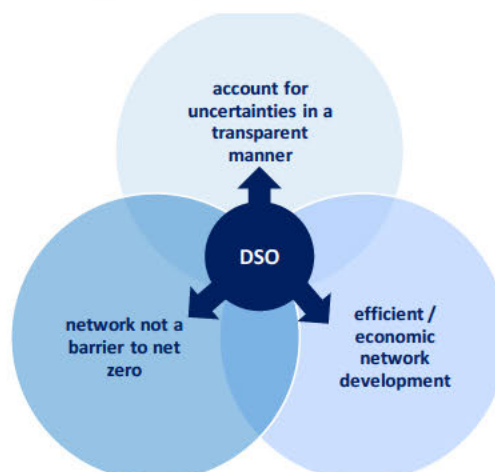 account for
uncertainties in a
transparent
manner
DSO
network not a
barrier to net
zero
efficient /
economic
network
development